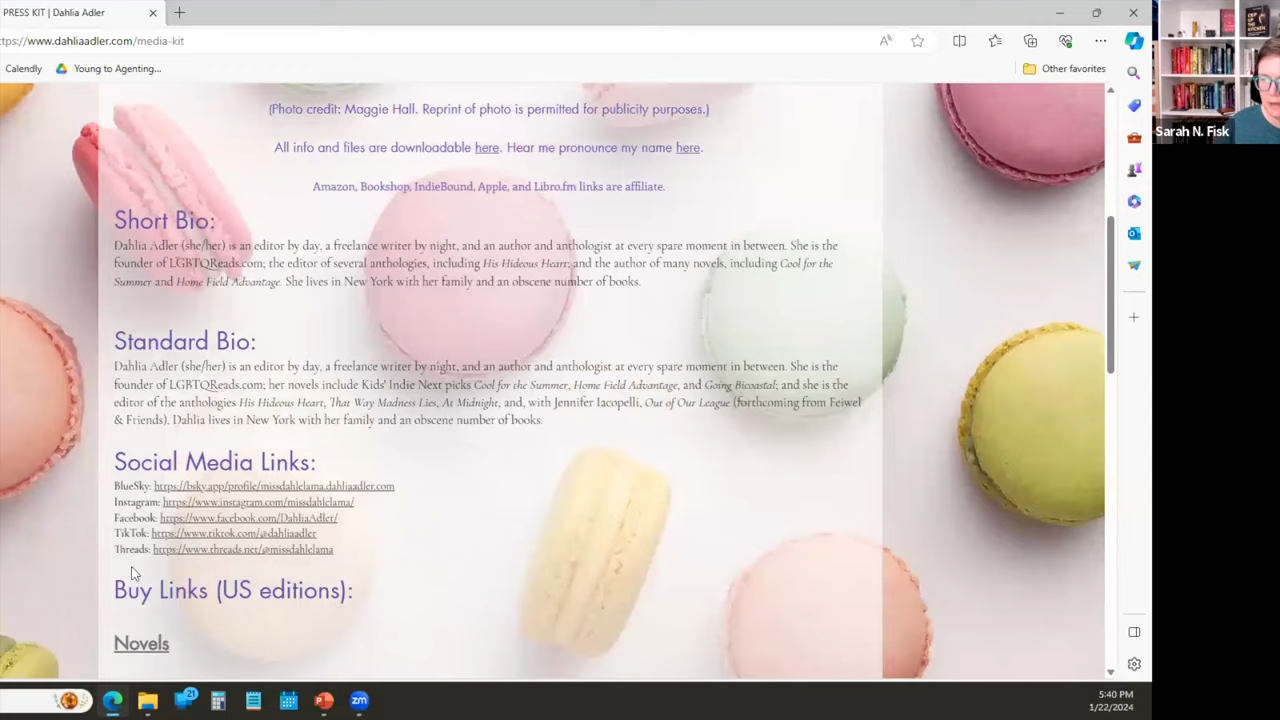 PRESS KIT | Dahlia Adler
ttps://www.dahliaadler.com/media-kit
Calendly
Young to Agenting...
Other favorites
Sarah N. Fisk
(Photo credit: Maggie Hall. Reprint of photo is permitted for publicity purposes.)
All info and files are downloadable here. Hear me pronounce my name here.
Amazon, Bookshop, IndieBound, Apple, and Libro.fm links are affiliate.
Short Bio:
Dahlia Adler (she/her) is an editor by day, a freelance writer by night, and an author and anthologist at every spare moment in between. She is the
founder of LGBTQReads.com; the editor of several anthologies, including His Hideous Heart; and the author of many novels, including Cool for the
Summer and Home Field Advantage. She lives in New York with her family and an obscene number of books.
Standard Bio:
Dahlia Adler (she/her) is an editor by day, a freelance writer by night, and an author and anthologist at every spare moment in between. She is the
founder of LGBTQReads.com; her novels include Kids' Indie Next picks Cool for the Summer, Home Field Advantage, and Going Bicoastal; and she is the
editor of the anthologies His Hideous Heart, That Way Madness Lies, At Midnight, and, with Jennifer Iacopelli, Out of Our League (forthcoming from Feiwel
& Friends). Dahlia lives in New York with her family and an obscene number of books.
Social Media Links:
BlueSky: https://bsky.app/profile/missdahlelama.dahliaadler.com
Instagram: https://www.instagram.com/missdahlelama/
Facebook: https://www.facebook.com/DahliaAdler/
TikTok: https://www.tiktok.com/@dahliaadler
Threads: https://www.threads.net/@missdahlelama
Buy Links (US editions):
Novels
21
zm
5:40 PM
1/22/2024